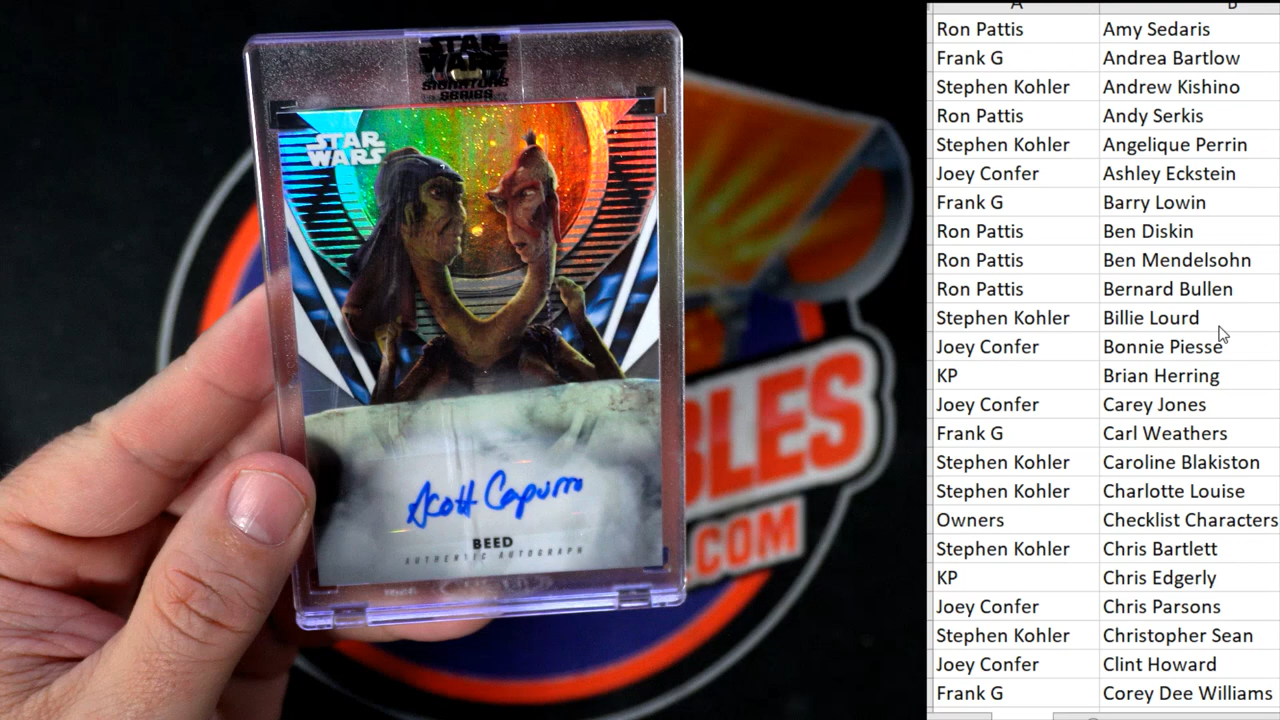 STAR
WARS
SIGNATURE
SERIES
STAR
WARS
Scott Capurro
BEED
AUTHENTIC AUTOGRAPH
BLES
.COM
A B
Ron Pattis Amy Sedaris
Frank G Andrea Bartlow
Stephen Kohler Andrew Kishino
Ron Pattis Andy Serkis
Stephen Kohler Angelique Perrin
Joey Confer Ashley Eckstein
Frank G Barry Lowin
Ron Pattis Ben Diskin
Ron Pattis Ben Mendelsohn
Ron Pattis Bernard Bullen
Stephen Kohler Billie Lourd
Joey Confer Bonnie Piesse
KP Brian Herring
Joey Confer Carey Jones
Frank G Carl Weathers
Stephen Kohler Caroline Blakiston
Stephen Kohler Charlotte Louise
Owners Checklist Characters
Stephen Kohler Chris Bartlett
KP Chris Edgerly
Joey Confer Chris Parsons
Stephen Kohler Christopher Sean
Joey Confer Clint Howard
Frank G Corey Dee Williams